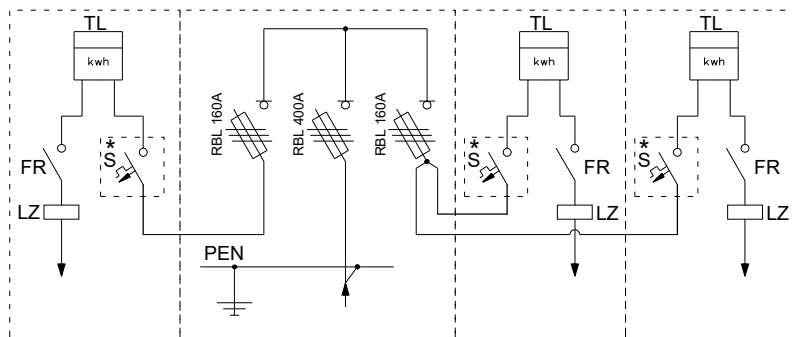 TL
kwh
FR
*
S
LZ
RBL 160A
RBL 400A
RBL 160A
PEN
TL
kwh
*
S
FR
LZ
TL
kwh
*
S
FR
LZ